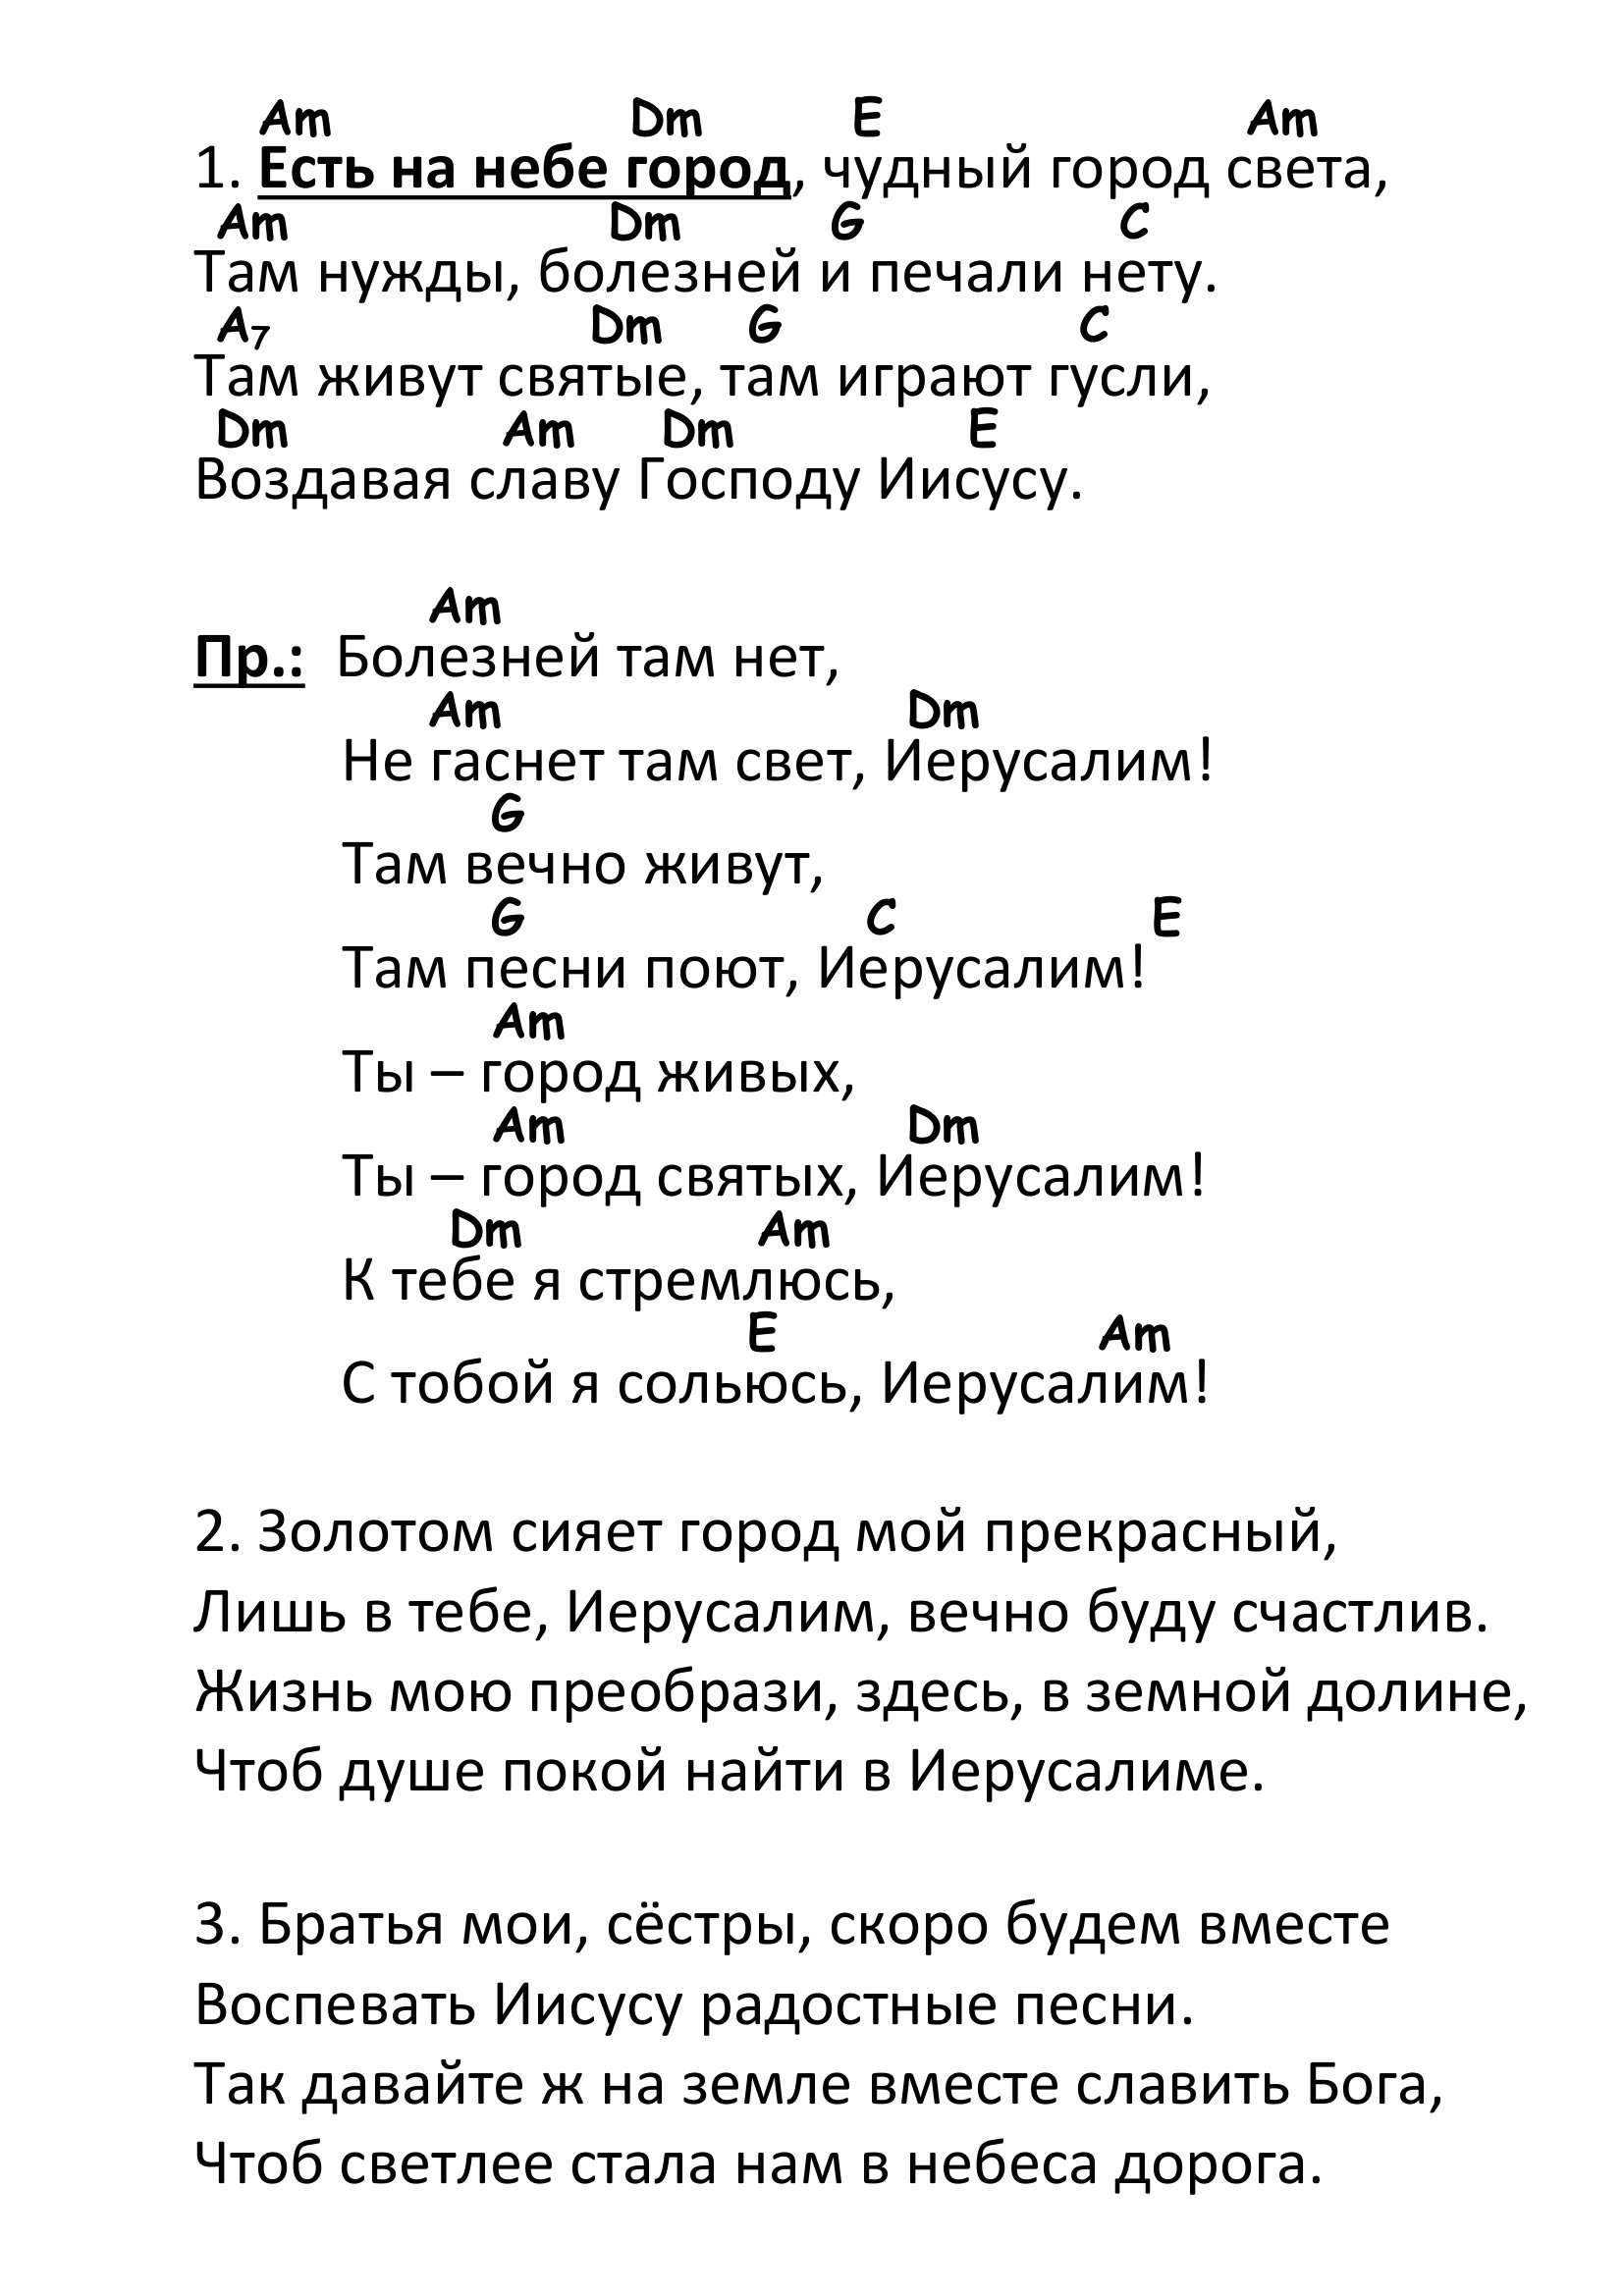 Am Dm E Am
1. Есть на небе город, чудный город света,
Am Dm G C
Там нужды, болезней и печали нету.
A7 Dm G C
Там живут святые, там играют гусли,
Dm Am Dm E
Воздавая славу Господу Иисусу.
Am
Пр.: Болезней там нет,
Am Dm
Не гаснет там свет, Иерусалим!
G
Там вечно живут,
G C E
Там песни поют, Иерусалим!
Am
Ты – город живых,
Am Dm
Ты – город святых, Иерусалим!
Dm Am
К тебе я стремлюсь,
E Am
С тобой я сольюсь, Иерусалим!
2. Золотом сияет город мой прекрасный,
Лишь в тебе, Иерусалим, вечно буду счастлив.
Жизнь мою преобрази, здесь, в земной долине,
Чтоб душе покой найти в Иерусалиме.
3. Братья мои, сёстры, скоро будем вместе
Воспевать Иисусу радостные песни.
Так давайте ж на земле вместе славить Бога,
Чтоб светлее стала нам в небеса дорога.